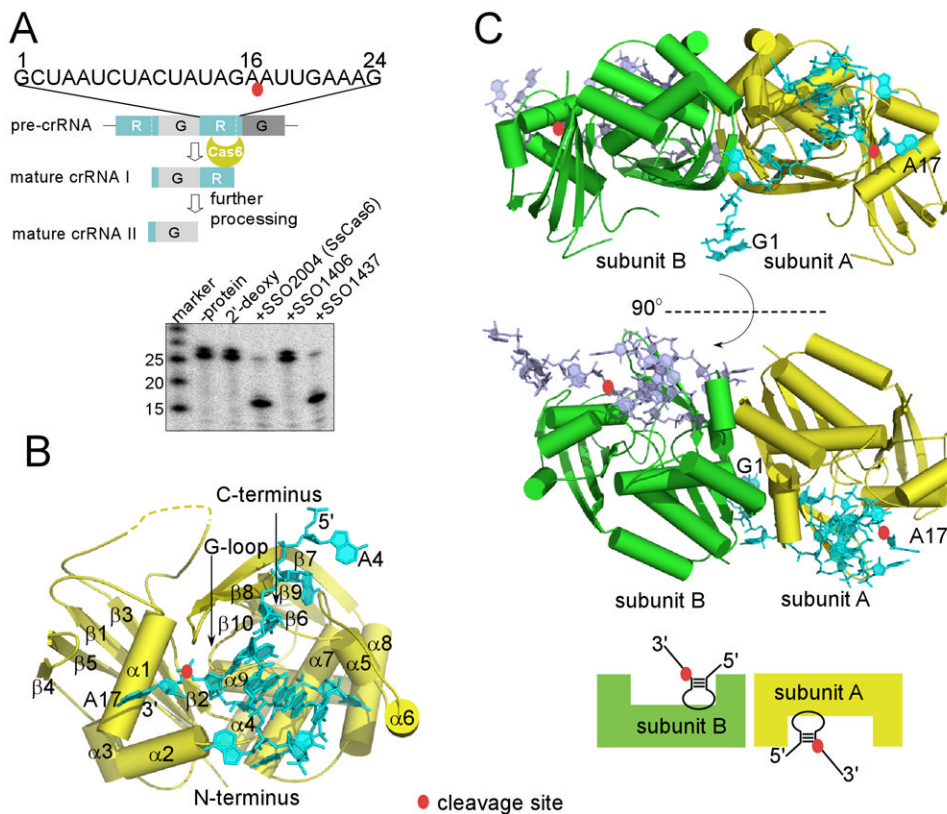 A
1 16 24
GCUAAUCUACUAUAGAAUUGAAAG
pre-crRNA R G R G
Cas6
mature crRNA I G R
further
processing
mature crRNA II G
marker
-protein
2'-deoxy
+SSO2004 (SsCas6)
+SSO1406
+SSO1437
25
20
15
B
C-terminus
5'
G-loop
A4
β7
β8 β9
β10 β6
β3
β1
β5
β4
α1
α8
α7
α5
α9
A17
3'
β2
α6
α4
α3
α2
N-terminus
cleavage site
C
A17
G1
subunit B subunit A
90°
G1
A17
subunit B subunit A
3'
5'
subunit B
subunit A
5'
3'